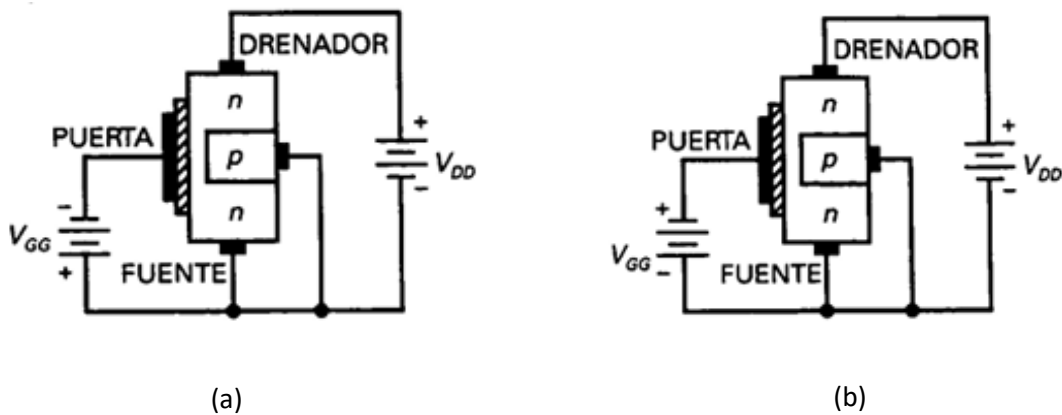 DRENADOR
n
PUERTA
p
+
V_DD
-
-
V_GG
+
n
FUENTE
(a)
DRENADOR
n
PUERTA
p
+
V_DD
-
+
V_GG
-
n
FUENTE
(b)